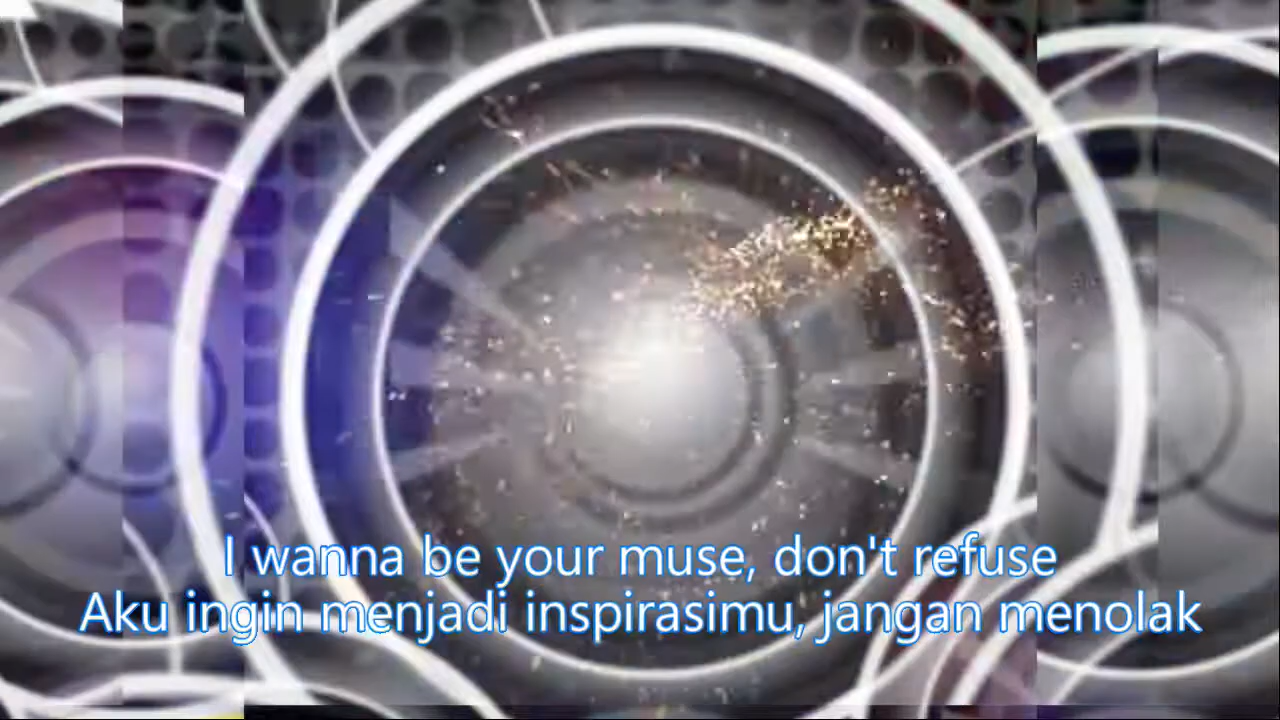 I wanna be your muse, don't refuse
Aku ingin menjadi inspirasimu, jangan menolak